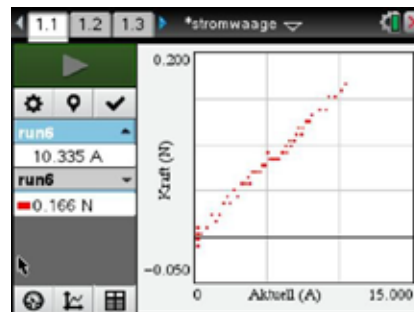 1.1 1.2 1.3 *stromwaage
run6
10.335 A
run6
0.166 N
0.200
Kraft (N)
-0.050
0 Aktuell (A) 15.000